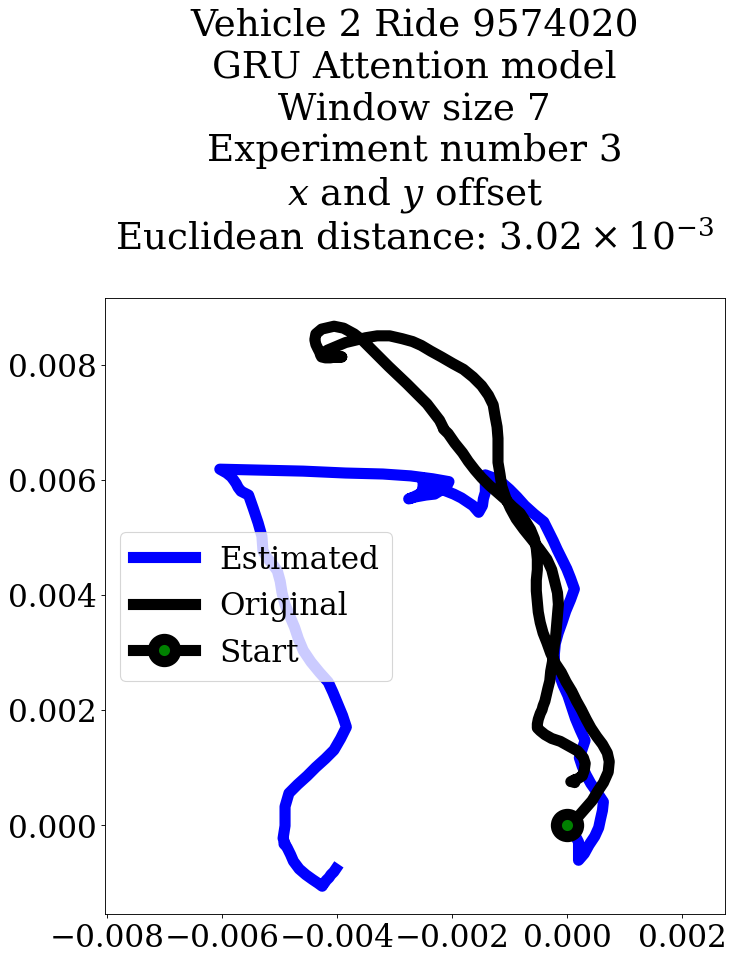 Vehicle 2 Ride 9574020
GRU Attention model
Window size 7
Experiment number 3
x and y offset
Euclidean distance: 3.02 × 10⁻³
0.008
0.006
0.004
0.002
0.000
Estimated
Original
Start
−0.008 −0.006 −0.004 −0.002 0.000 0.002